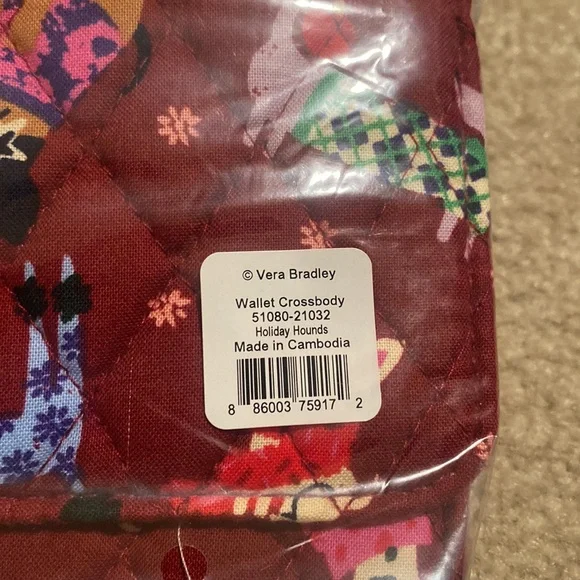 © Vera Bradley
Wallet Crossbody
51080-21032
Holiday Hounds
Made in Cambodia
8 86003 75917 2